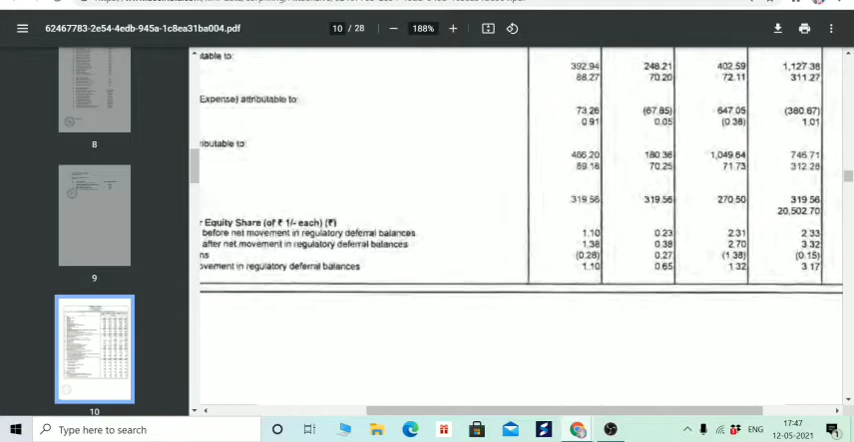 62467783-2e54-4edb-945a-1c8ea31ba004.pdf
10 / 28
188%
8
9
10
itable to:
392.94 248.21 402.59 1,127.38
88.27 70.20 72.11 311.27
Expense) attributable to
73.26 (67.85) 647.05 (380.67)
0.91 0.05 (0.38) 1.01
ributable to:
466.20 180.36 1,049.64 746.71
89.18 70.25 71.73 312.28
319.56 319.56 270.50 319.56
20,502.70
r Equity Share (of ₹ 1/- each) (₹)
before net movement in regulatory deferral balances 1.10 0.23 2.31 2.33
after net movement in regulatory deferral balances 1.38 0.38 2.70 3.32
ns (0.28) 0.27 (1.38) (0.15)
ovement in regulatory deferral balances 1.10 0.65 1.32 3.17
Type here to search
ENG
17:47
12-05-2021